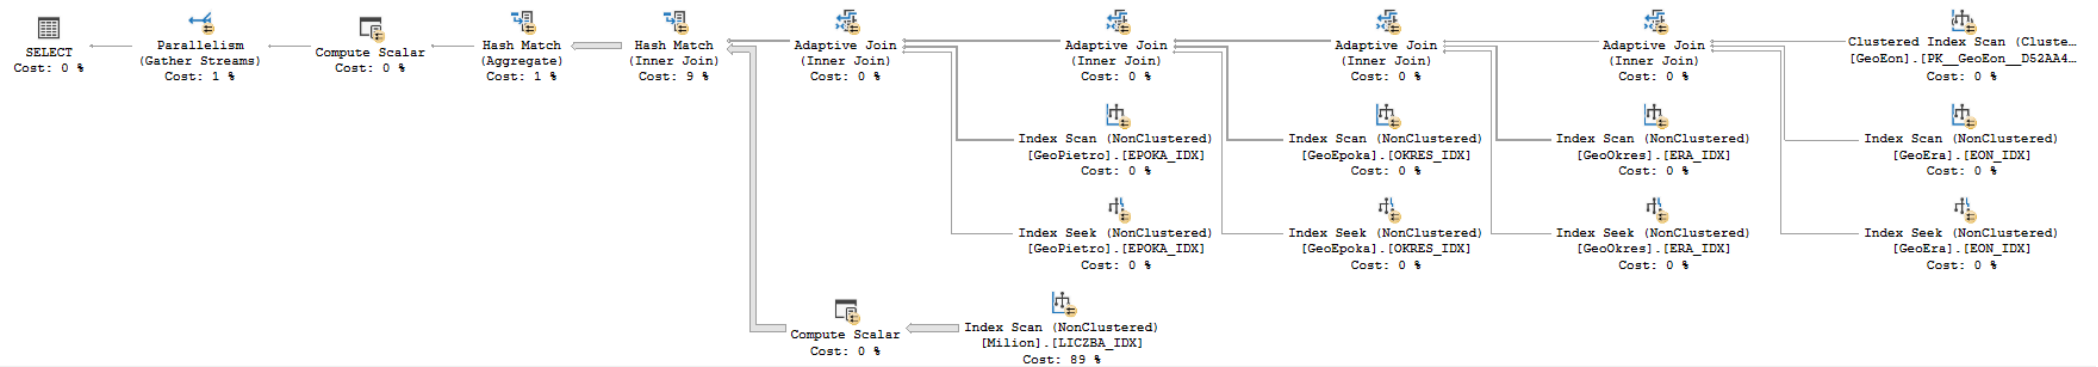 SELECT
Cost: 0 %
Parallelism
(Gather Streams)
Cost: 1 %
Compute Scalar
Cost: 0 %
Hash Match
(Aggregate)
Cost: 1 %
Hash Match
(Inner Join)
Cost: 9 %
Adaptive Join
(Inner Join)
Cost: 0 %
Adaptive Join
(Inner Join)
Cost: 0 %
Adaptive Join
(Inner Join)
Cost: 0 %
Adaptive Join
(Inner Join)
Cost: 0 %
Clustered Index Scan (Cluste…
[GeoEon].[PK__GeoEon__D52AA4…
Cost: 0 %
Index Scan (NonClustered)
[GeoPietro].[EPOKA_IDX]
Cost: 0 %
Index Scan (NonClustered)
[GeoEpoka].[OKRES_IDX]
Cost: 0 %
Index Scan (NonClustered)
[GeoOkres].[ERA_IDX]
Cost: 0 %
Index Scan (NonClustered)
[GeoEra].[EON_IDX]
Cost: 0 %
Index Seek (NonClustered)
[GeoPietro].[EPOKA_IDX]
Cost: 0 %
Index Seek (NonClustered)
[GeoEpoka].[OKRES_IDX]
Cost: 0 %
Index Seek (NonClustered)
[GeoOkres].[ERA_IDX]
Cost: 0 %
Index Seek (NonClustered)
[GeoEra].[EON_IDX]
Cost: 0 %
Compute Scalar
Cost: 0 %
Index Scan (NonClustered)
[Milion].[LICZBA_IDX]
Cost: 89 %